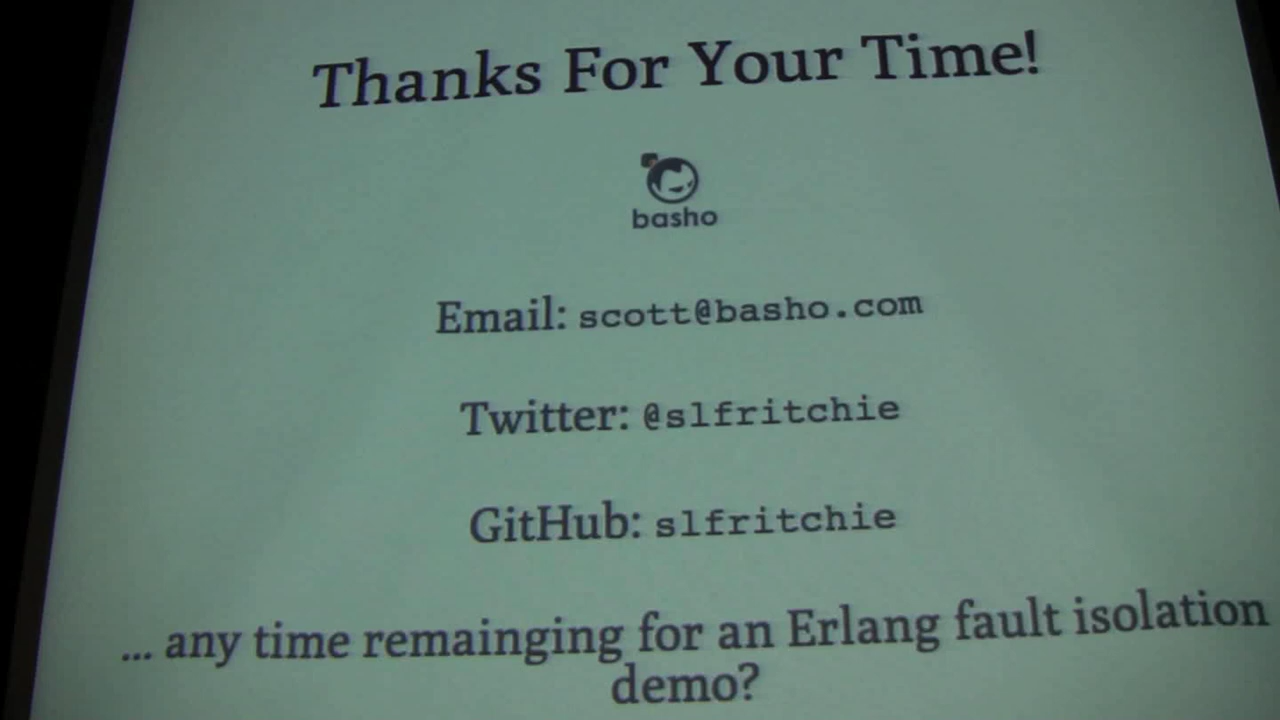 Thanks For Your Time!
basho
Email: scott@basho.com
Twitter: @slfritchie
GitHub: slfritchie
... any time remainging for an Erlang fault isolation
demo?